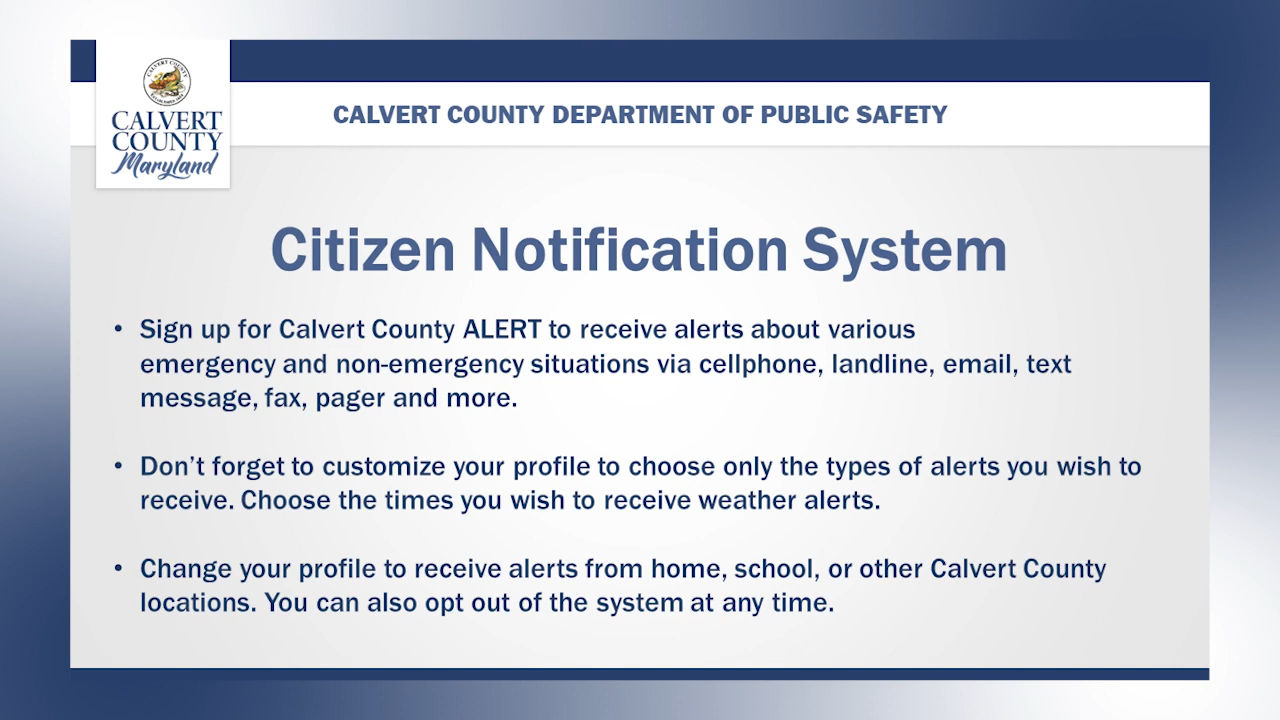 CALVERT COUNTY
CALVERT
COUNTY
Maryland
CALVERT COUNTY DEPARTMENT OF PUBLIC SAFETY
Citizen Notification System
• Sign up for Calvert County ALERT to receive alerts about various
emergency and non-emergency situations via cellphone, landline, email, text
message, fax, pager and more.
• Don’t forget to customize your profile to choose only the types of alerts you wish to
receive. Choose the times you wish to receive weather alerts.
• Change your profile to receive alerts from home, school, or other Calvert County
locations. You can also opt out of the system at any time.